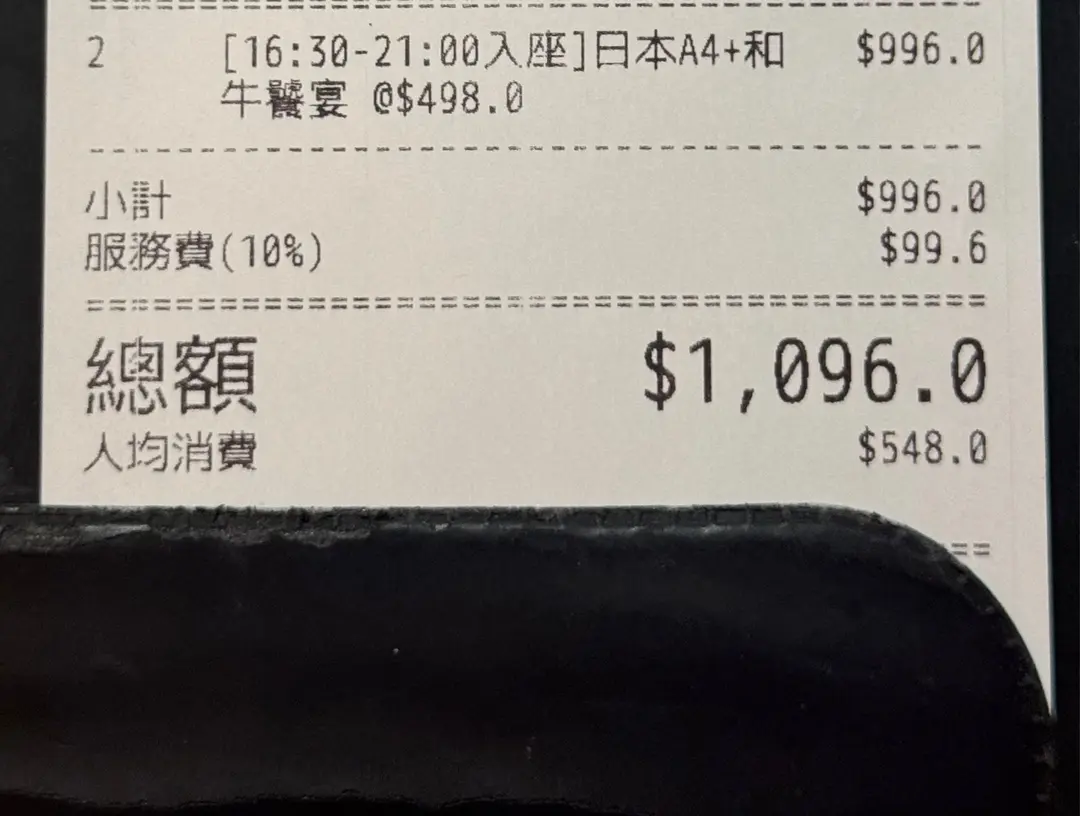 2 [16:30-21:00入座]日本A4+和 $996.0
牛饗宴 @$498.0
小計 $996.0
服務費(10%) $99.6
總額 $1,096.0
人均消費 $548.0